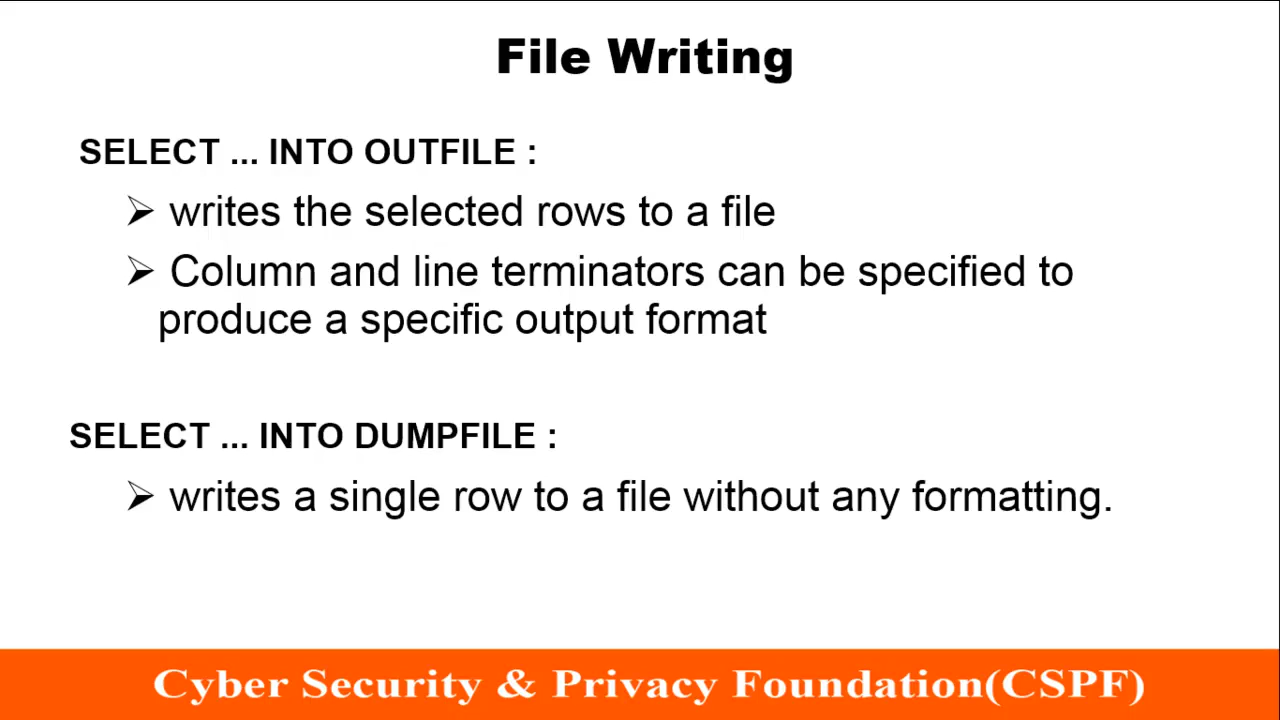 File Writing
SELECT ... INTO OUTFILE :
➢ writes the selected rows to a file
➢ Column and line terminators can be specified to
produce a specific output format
SELECT ... INTO DUMPFILE :
➢ writes a single row to a file without any formatting.
Cyber Security & Privacy Foundation(CSPF)